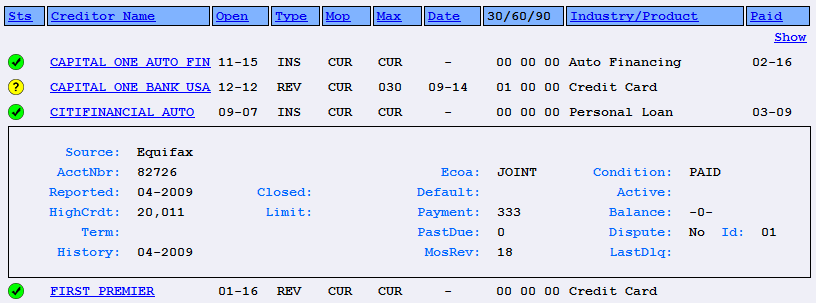 Sts Creditor Name Open Type Mop Max Date 30/60/90 Industry/Product Paid
Show
CAPITAL ONE AUTO FIN 11-15 INS CUR CUR - 00 00 00 Auto Financing 02-16
? CAPITAL ONE BANK USA 12-12 REV CUR 030 09-14 01 00 00 Credit Card
CITIFINANCIAL AUTO 09-07 INS CUR CUR - 00 00 00 Personal Loan 03-09
Source: Equifax
AcctNbr: 82726 Ecoa: JOINT Condition: PAID
Reported: 04-2009 Closed: Default: Active:
HighCrdt: 20,011 Limit: Payment: 333 Balance: -0-
Term: PastDue: 0 Dispute: No Id: 01
History: 04-2009 MosRev: 18 LastDlq:
FIRST PREMIER 01-16 REV CUR CUR - 00 00 00 Credit Card